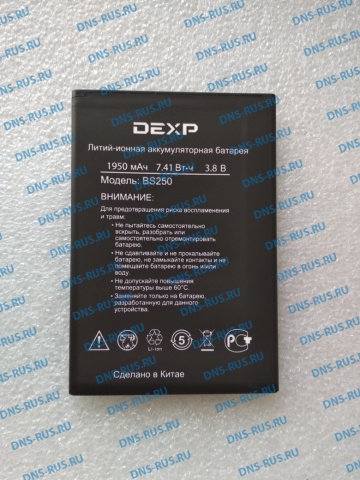 DEXP
Литий-ионная аккумуляторная батарея
1950 мАч 7.41 Вт·ч 3.8 В
Модель: BS250
ВНИМАНИЕ:
Для предотвращения риска воспламенения
и травм:
• Не пытайтесь самостоятельно
вскрыть, разобрать или
самостоятельно отремонтировать
батарею.
• Не сдавливайте и не прокалывайте
батарею, не замыкайте контакты и не
помещайте батарею в огонь и/или
воду.
• Не допускайте повышения
температуры выше 60°C.
• Заменяйте только на батарею,
разработанную для данного
устройства.
Li-ion
5
Сделано в Китае
DNS-RUS.RU